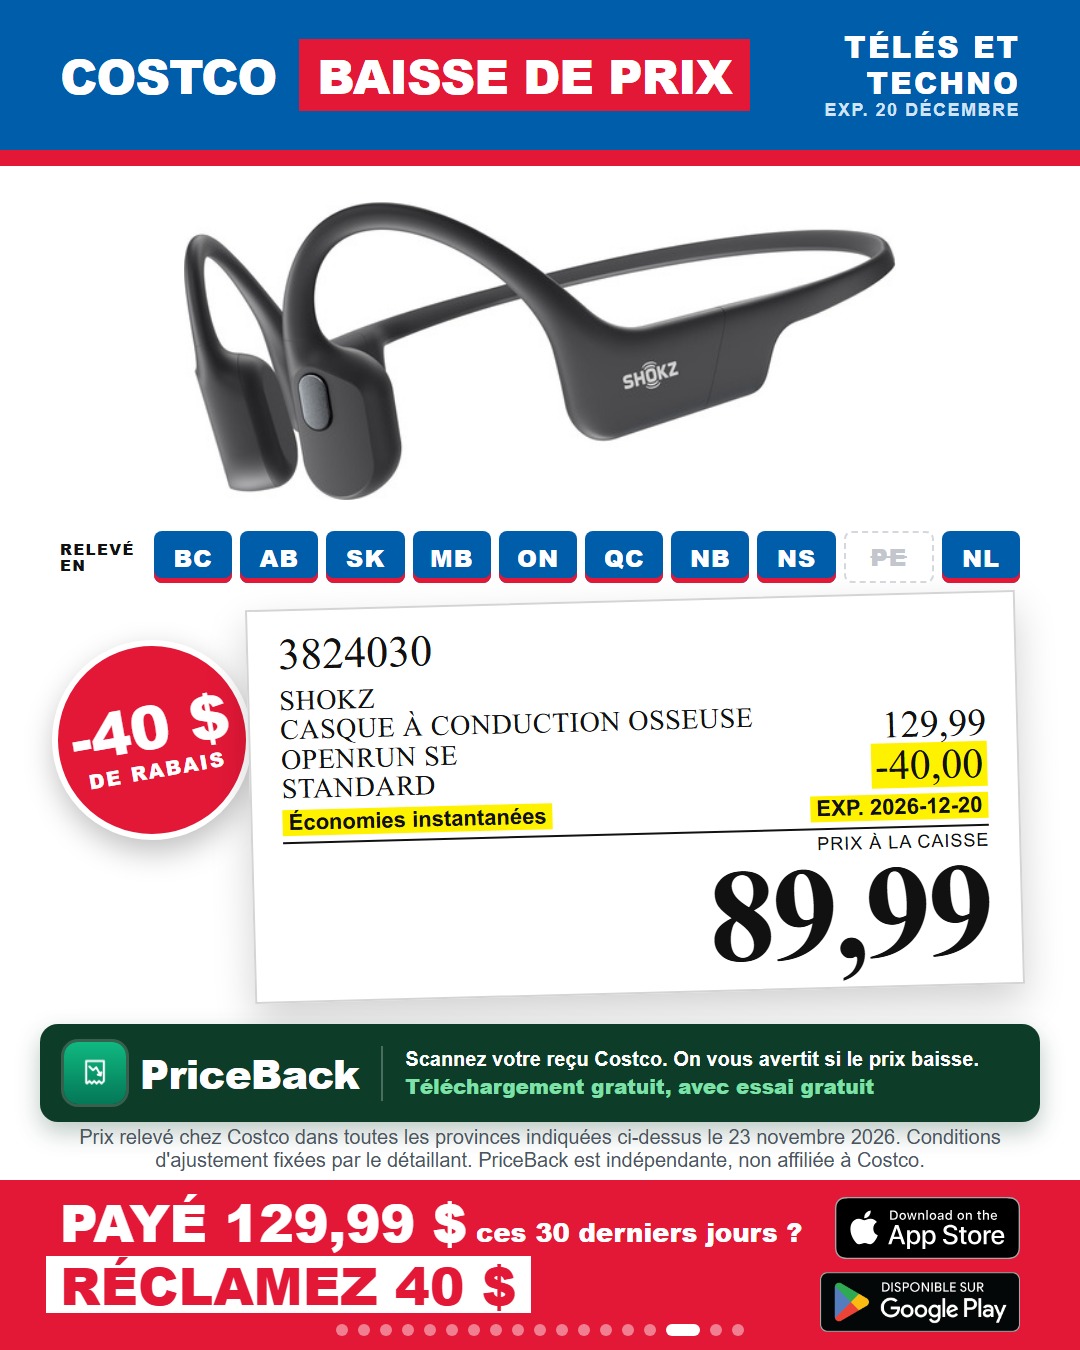 COSTCO BAISSE DE PRIX
TÉLÉS ET
TECHNO
EXP. 20 DÉCEMBRE
SHOKZ
RELEVÉ
EN
BC AB SK MB ON QC NB NS PE NL
-40 $
DE RABAIS
3824030
SHOKZ
CASQUE À CONDUCTION OSSEUSE
OPENRUN SE
STANDARD
129,99
-40,00
Économies instantanées
EXP. 2026-12-20
PRIX À LA CAISSE
89,99
PriceBack
Scannez votre reçu Costco. On vous avertit si le prix baisse.
Téléchargement gratuit, avec essai gratuit
Prix relevé chez Costco dans toutes les provinces indiquées ci-dessus le 23 novembre 2026. Conditions
d'ajustement fixées par le détaillant. PriceBack est indépendante, non affiliée à Costco.
PAYÉ 129,99 $ ces 30 derniers jours ?
RÉCLAMEZ 40 $
Download on the
App Store
DISPONIBLE SUR
Google Play